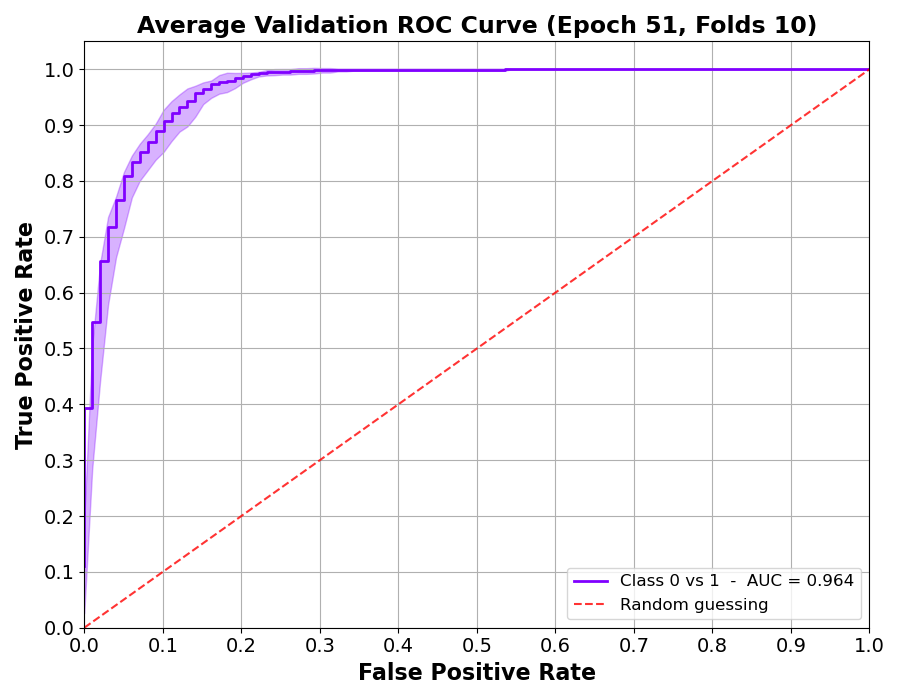 Average Validation ROC Curve (Epoch 51, Folds 10)
True Positive Rate
1.0
0.9
0.8
0.7
0.6
0.5
0.4
0.3
0.2
0.1
0.0
Class 0 vs 1 - AUC = 0.964
Random guessing
0.0 0.1 0.2 0.3 0.4 0.5 0.6 0.7 0.8 0.9 1.0
False Positive Rate